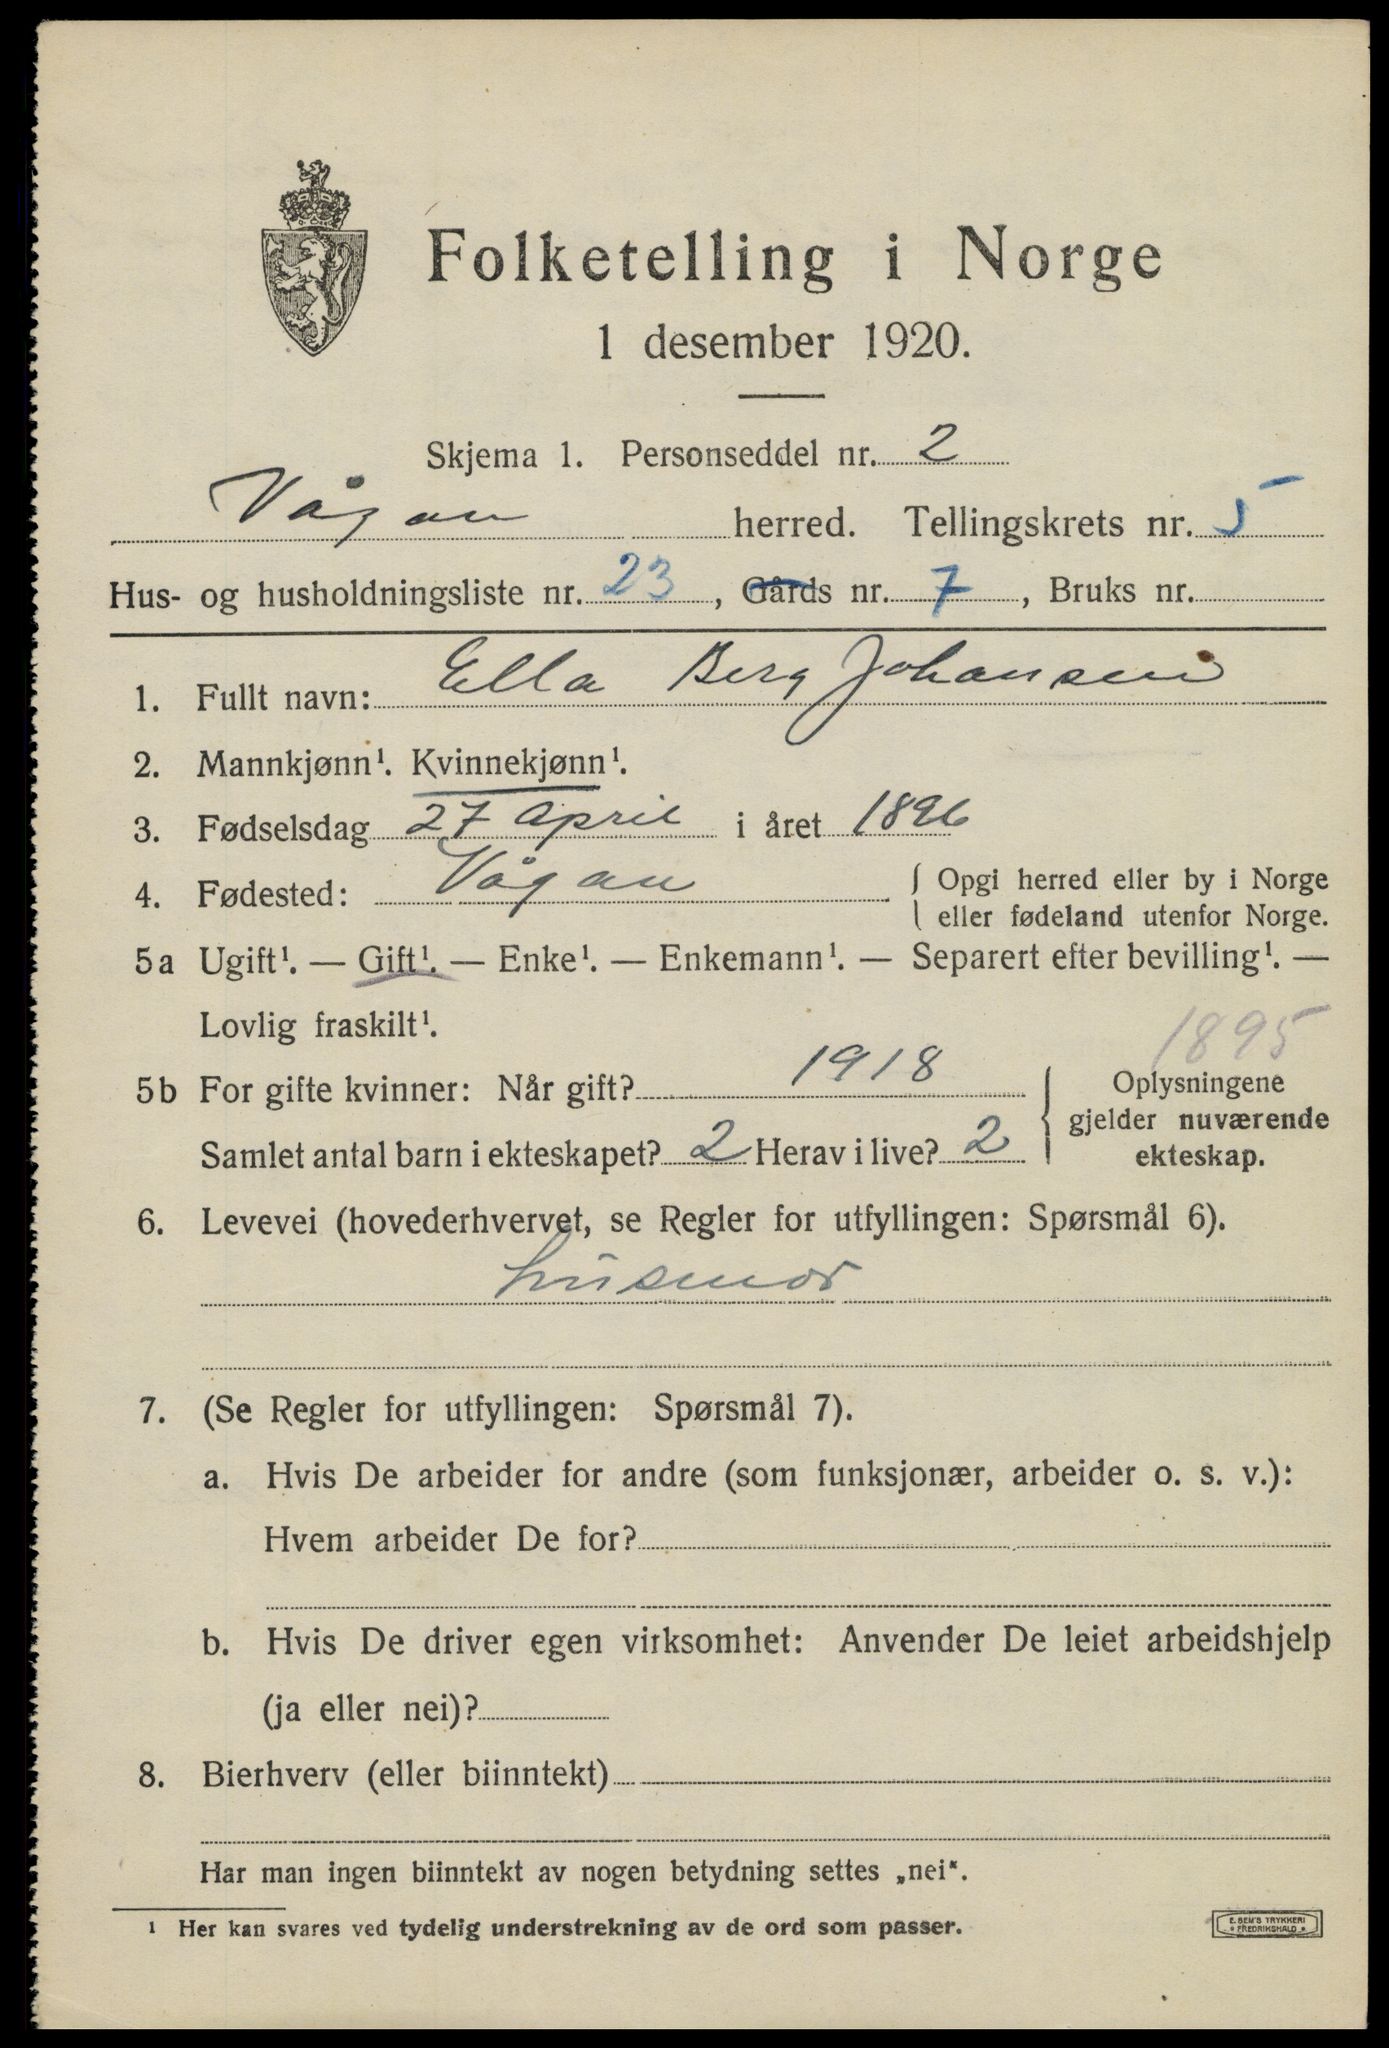 Folketelling i Norge
1 desember 1920.
Skjema 1. Personseddel nr. 2
Vågan herred. Tellingskrets nr. 5
Hus- og husholdningsliste nr. 23, Gårds nr. 7, Bruks nr.
1. Fullt navn: Ella Berg Johansen
2. Mannkjønn¹. Kvinnekjønn¹.
3. Fødselsdag 27 april i året 1896
4. Fødested: Vågan { Opgi herred eller by i Norge
eller fødeland utenfor Norge.
5a Ugift¹. — Gift¹. — Enke¹. — Enkemann¹. — Separert efter bevilling¹. —
Lovlig fraskilt¹.
1895
5b For gifte kvinner: Når gift? 1918
Samlet antal barn i ekteskapet? 2 Herav i live? 2
{ Oplysningene
gjelder nuværende
ekteskap.
6. Levevei (hovederhvervet, se Regler for utfyllingen: Spørsmål 6).
husmor
7. (Se Regler for utfyllingen: Spørsmål 7).
a. Hvis De arbeider for andre (som funksjonær, arbeider o. s. v.):
Hvem arbeider De for?
b. Hvis De driver egen virksomhet: Anvender De leiet arbeidshjelp
(ja eller nei)?
8. Bierhverv (eller biinntekt)
Har man ingen biinntekt av nogen betydning settes „nei".
¹ Her kan svares ved tydelig understrekning av de ord som passer.
E. SEM'S TRYKKERI
* FREDRIKSHALD *